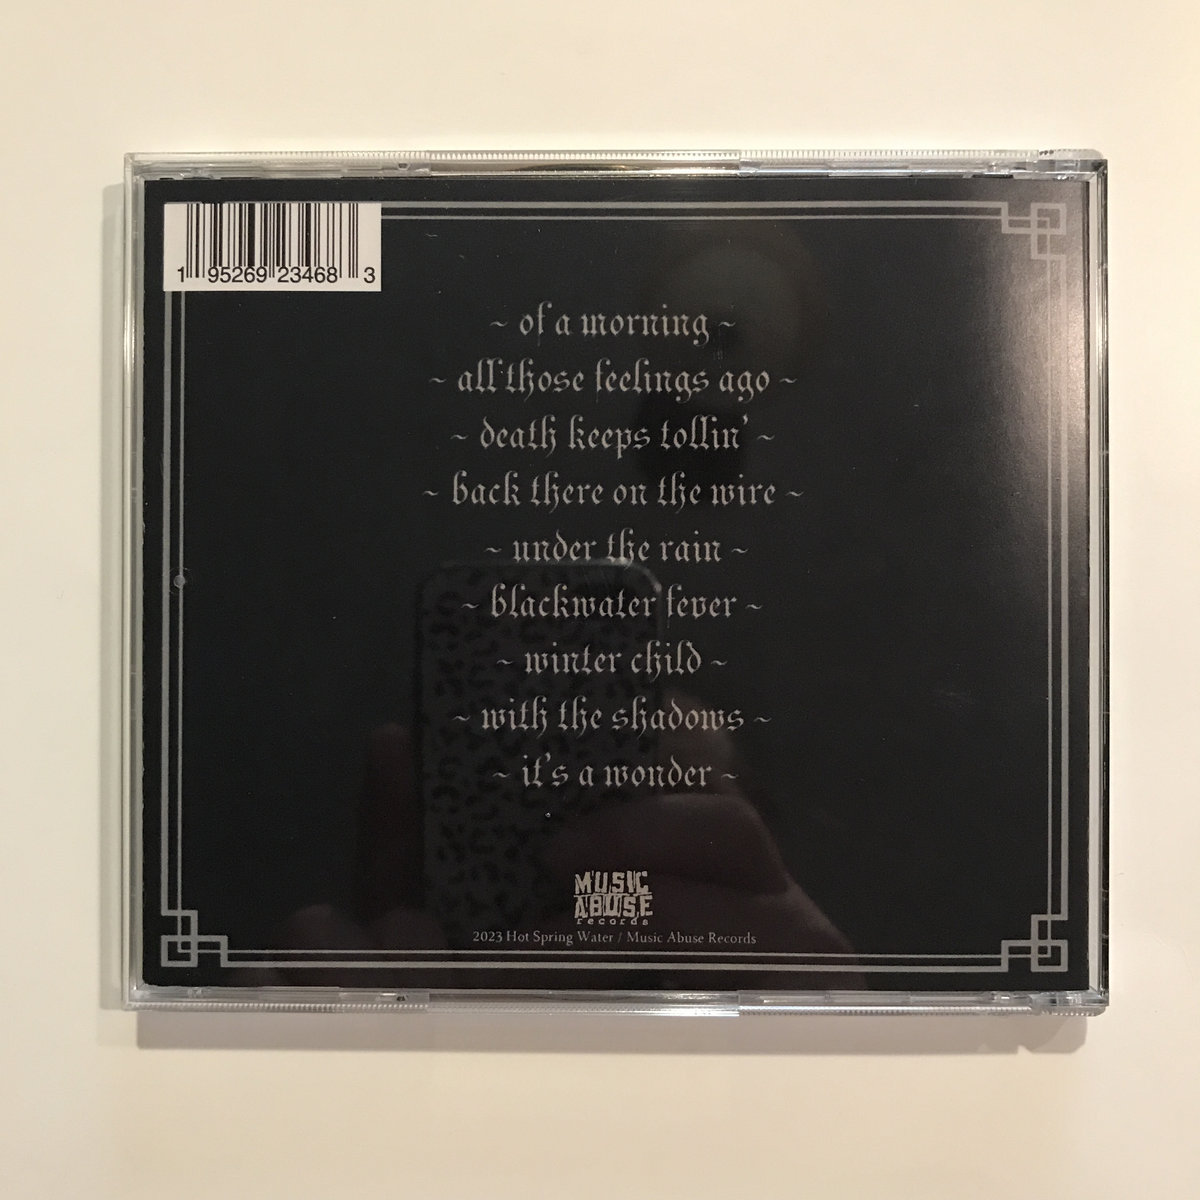 1 95269 23468 3
~ of a morning ~
~ all those feelings ago ~
~ death keeps tollin' ~
~ back there on the wire ~
~ under the rain ~
~ blackwater fever ~
~ winter child ~
~ with the shadows ~
~ it's a wonder ~
MUSIC
ABUSE
records
2023 Hot Spring Water / Music Abuse Records